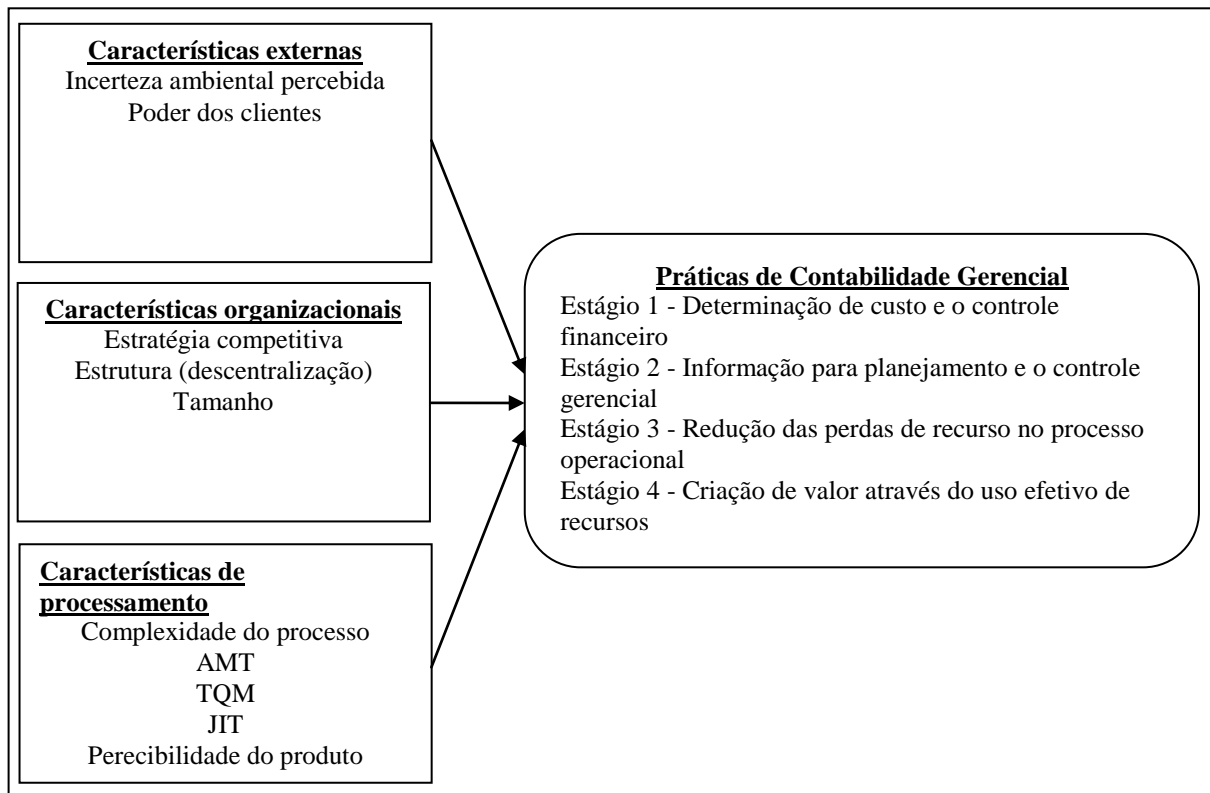 Característícas externas
Incerteza ambiental percebida
Poder dos clientes
Característícas organizacionais
Estratégia competitiva
Estrutura (descentralização)
Tamanho
Característícas de
processamento
Complexidade do processo
AMT
TQM
JIT
Perecibilidade do produto
Práticas de Contabilidade Gerencial
Estágio 1 - Determinação de custo e o controle
financeiro
Estágio 2 - Informação para planejamento e o controle
gerencial
Estágio 3 - Redução das perdas de recurso no processo
operacional
Estágio 4 - Criação de valor através do uso efetivo de
recursos